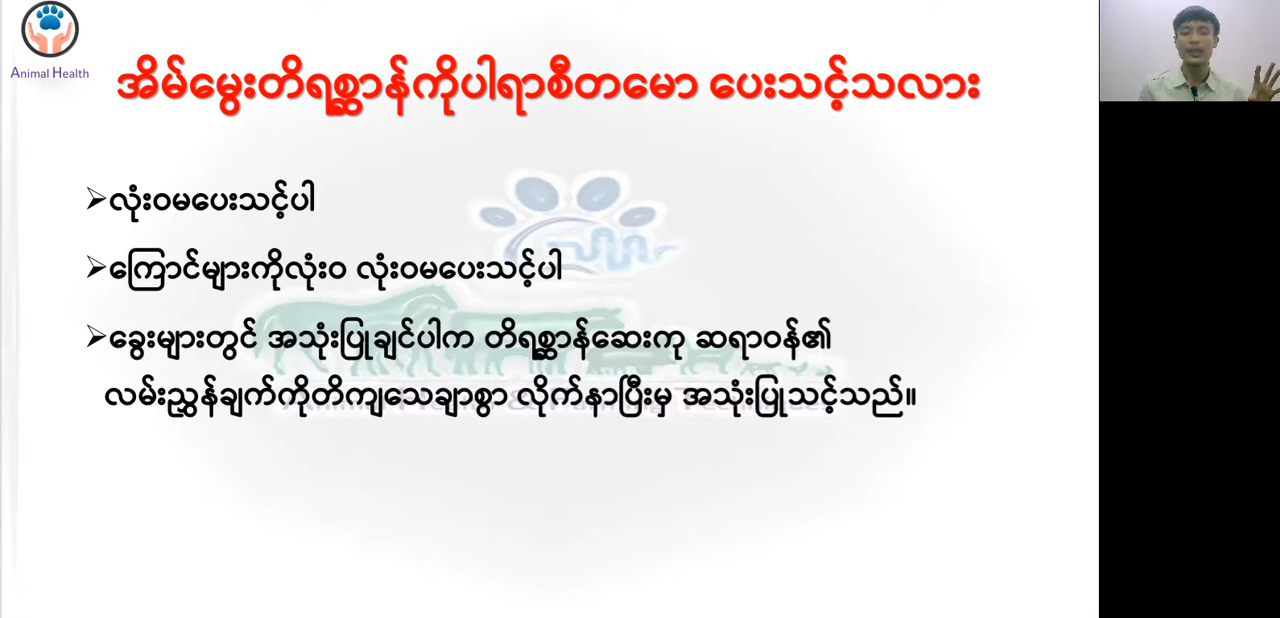 Animal Health
အိမ်မွေးတိရစ္ဆာန်ကိုပါရာစီတမော ပေးသင့်သလား
➢လုံးဝမပေးသင့်ပါ
➢ကြောင်များကိုလုံးဝ လုံးဝမပေးသင့်ပါ
➢ခွေးများတွင် အသုံးပြုချင်ပါက တိရစ္ဆာန်ဆေးကု ဆရာဝန်၏
လမ်းညွှန်ချက်ကိုတိကျသေချာစွာ လိုက်နာပြီးမှ အသုံးပြုသင့်သည်။